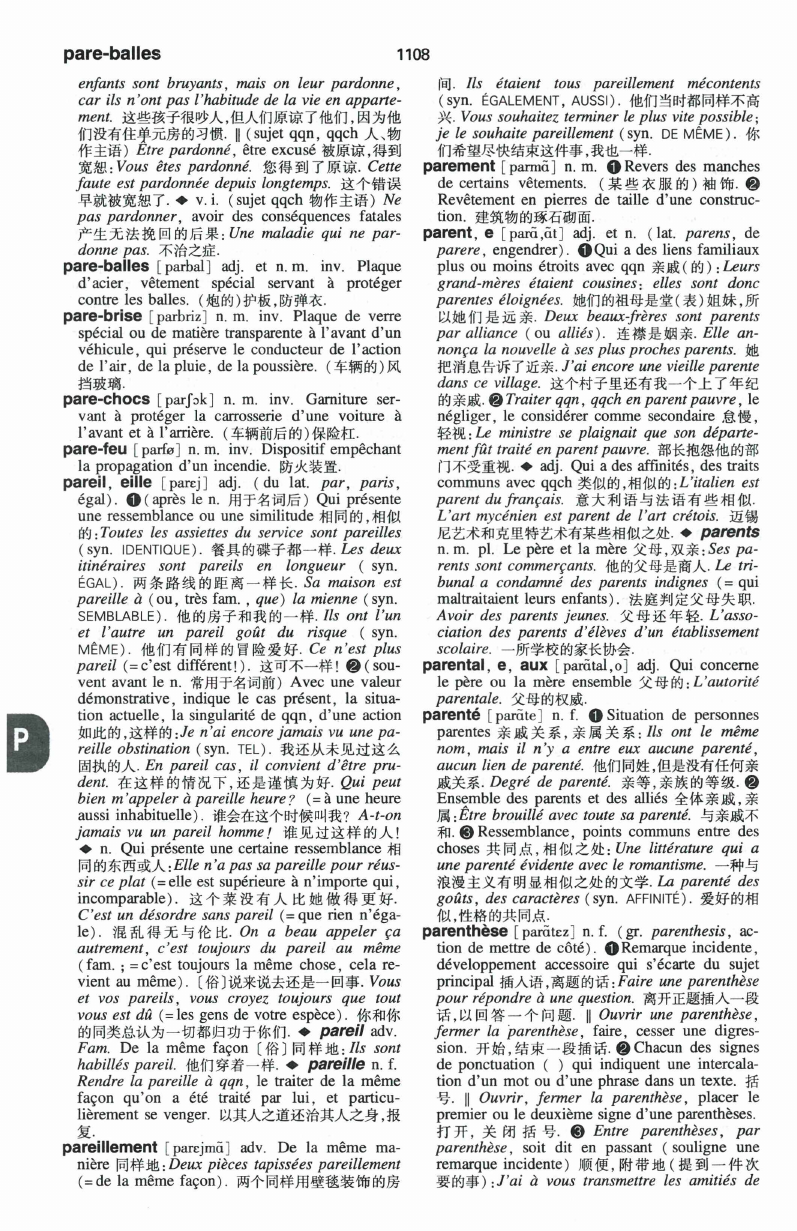 pare-balles
1108
enfants sont bruyants, mais on leur pardonne,
car ils n'ont pas l'habitude de la vie en apparte-
ment. 这些孩子很吵人,但人们原谅了他们,因为他
们没有住单元房的习惯. ‖ (sujet qqn, qqch 人、物
作主语) Être pardonné, être excusé 被原谅,得到
宽恕:Vous êtes pardonné. 您得到了原谅. Cette
faute est pardonnée depuis longtemps. 这个错误
早就被宽恕了. ◆ v. i. (sujet qqch 物作主语) Ne
pas pardonner, avoir des conséquences fatales
产生无法挽回的后果:Une maladie qui ne par-
donne pas. 不治之症.
pare-balles [parbal] adj. et n. m. inv. Plaque
d'acier, vêtement spécial servant à protéger
contre les balles. (炮的)护板,防弹衣.
pare-brise [parbriz] n. m. inv. Plaque de verre
spécial ou de matière transparente à l'avant d'un
véhicule, qui préserve le conducteur de l'action
de l'air, de la pluie, de la poussière. (车辆的)风
挡玻璃.
pare-chocs [parʃɔk] n. m. inv. Garniture ser-
vant à protéger la carrosserie d'une voiture à
l'avant et à l'arrière. (车辆前后的)保险杠.
pare-feu [parfø] n. m. inv. Dispositif empêchant
la propagation d'un incendie. 防火装置.
pareil, eille [parɛj] adj. (du lat. par, paris,
égal). ❶(après le n. 用于名词后) Qui présente
une ressemblance ou une similitude 相同的,相似
的:Toutes les assiettes du service sont pareilles
(syn. IDENTIQUE). 餐具的碟子都一样. Les deux
itinéraires sont pareils en longueur ( syn.
ÉGAL). 两条路线的距离一样长. Sa maison est
pareille à (ou, très fam. , que) la mienne (syn.
SEMBLABLE). 他的房子和我的一样. Ils ont l'un
et l'autre un pareil goût du risque ( syn.
MÊME). 他们有同样的冒险爱好. Ce n'est plus
pareil (=c'est différent!). 这可不一样! ❷(sou-
vent avant le n. 常用于名词前) Avec une valeur
démonstrative, indique le cas présent, la situa-
tion actuelle, la singularité de qqn, d'une action
如此的,这样的:Je n'ai encore jamais vu une pa-
reille obstination (syn. TEL). 我还从未见过这么
固执的人. En pareil cas, il convient d'être pru-
dent. 在这样的情况下,还是谨慎为好. Qui peut
bien m'appeler à pareille heure? (=à une heure
aussi inhabituelle). 谁会在这个时候叫我? A-t-on
jamais vu un pareil homme! 谁见过这样的人!
◆ n. Qui présente une certaine ressemblance 相
同的东西或人:Elle n'a pas sa pareille pour réus-
sir ce plat (=elle est supérieure à n'importe qui,
incomparable). 这个菜没有人比她做得更好.
C'est un désordre sans pareil (=que rien n'éga-
le). 混乱得无与伦比. On a beau appeler ça
autrement, c'est toujours du pareil au même
(fam. ; =c'est toujours la même chose, cela re-
vient au même). [俗]说来说去还是一回事. Vous
et vos pareils, vous croyez toujours que tout
vous est dû (=les gens de votre espèce). 你和你
的同类总认为一切都归功于你们. ◆ pareil adv.
Fam. De la même façon [俗]同样地:Ils sont
habillés pareil. 他们穿着一样. ◆ pareille n. f.
Rendre la pareille à qqn, le traiter de la même
façon qu'on a été traité par lui, et particu-
lièrement se venger. 以其人之道还治其人之身,报
复.
pareillement [parɛjmɑ̃] adv. De la même ma-
nière 同样地:Deux pièces tapissées pareillement
(=de la même façon). 两个同样用壁毯装饰的房
间. Ils étaient tous pareillement mécontents
(syn. ÉGALEMENT, AUSSI). 他们当时都同样不高
兴. Vous souhaitez terminer le plus vite possible;
je le souhaite pareillement (syn. DE MÊME). 你
们希望尽快结束这件事,我也一样.
parement [parmɑ̃] n. m. ❶Revers des manches
de certains vêtements. (某些衣服的)袖饰. ❷
Revêtement en pierres de taille d'une construc-
tion. 建筑物的琢石砌面.
parent, e [parɑ̃,ɑ̃t] adj. et n. (lat. parens, de
parere, engendrer). ❶Qui a des liens familiaux
plus ou moins étroits avec qqn 亲戚(的):Leurs
grand-mères étaient cousines; elles sont donc
parentes éloignées. 她们的祖母是堂(表)姐妹,所
以她们是远亲. Deux beaux-frères sont parents
par alliance (ou alliés). 连襟是姻亲. Elle an-
nonça la nouvelle à ses plus proches parents. 她
把消息告诉了近亲. J'ai encore une vieille parente
dans ce village. 这个村子里还有我一个上了年纪
的亲戚. ❷Traiter qqn, qqch en parent pauvre, le
négliger, le considérer comme secondaire 怠慢,
轻视:Le ministre se plaignait que son départe-
ment fût traité en parent pauvre. 部长抱怨他的部
门不受重视. ◆ adj. Qui a des affinités, des traits
communs avec qqch 类似的,相似的:L'italien est
parent du français. 意大利语与法语有些相似.
L'art mycénien est parent de l'art crétois. 迈锡
尼艺术和克里特艺术有某些相似之处. ◆ parents
n. m. pl. Le père et la mère 父母,双亲:Ses pa-
rents sont commerçants. 他的父母是商人. Le tri-
bunal a condamné des parents indignes (= qui
maltraitaient leurs enfants). 法庭判定父母失职.
Avoir des parents jeunes. 父母还年轻. L'asso-
ciation des parents d'élèves d'un établissement
scolaire. 一所学校的家长协会.
parental, e, aux [parɑ̃tal,o] adj. Qui concerne
le père ou la mère ensemble 父母的:L'autorité
parentale. 父母的权威.
parenté [parɑ̃te] n. f. ❶ Situation de personnes
parentes 亲戚关系,亲属关系:Ils ont le même
nom, mais il n'y a entre eux aucune parenté,
aucun lien de parenté. 他们同姓,但是没有任何亲
戚关系. Degré de parenté. 亲等,亲族的等级. ❷
Ensemble des parents et des alliés 全体亲戚,亲
属:Être brouillé avec toute sa parenté. 与亲戚不
和. ❸ Ressemblance, points communs entre des
choses 共同点,相似之处:Une littérature qui a
une parenté évidente avec le romantisme. 一种与
浪漫主义有明显相似之处的文学. La parenté des
goûts, des caractères (syn. AFFINITÉ). 爱好的相
似,性格的共同点.
parenthèse [parɑ̃tɛz] n. f. (gr. parenthesis, ac-
tion de mettre de côté). ❶Remarque incidente,
développement accessoire qui s'écarte du sujet
principal 插入语,离题的话:Faire une parenthèse
pour répondre à une question. 离开正题插入一段
话,以回答一个问题. ‖ Ouvrir une parenthèse,
fermer la parenthèse, faire, cesser une digres-
sion. 开始,结束一段插话. ❷Chacun des signes
de ponctuation ( ) qui indiquent une intercala-
tion d'un mot ou d'une phrase dans un texte. 括
号. ‖ Ouvrir, fermer la parenthèse, placer le
premier ou le deuxième signe d'une parenthèse.
打开, 关闭括号. ❸ Entre parenthèses, par
parenthèse, soit dit en passant (souligne une
remarque incidente) 顺便,附带地(提到一件次
要的事):J'ai à vous transmettre les amitiés de
P